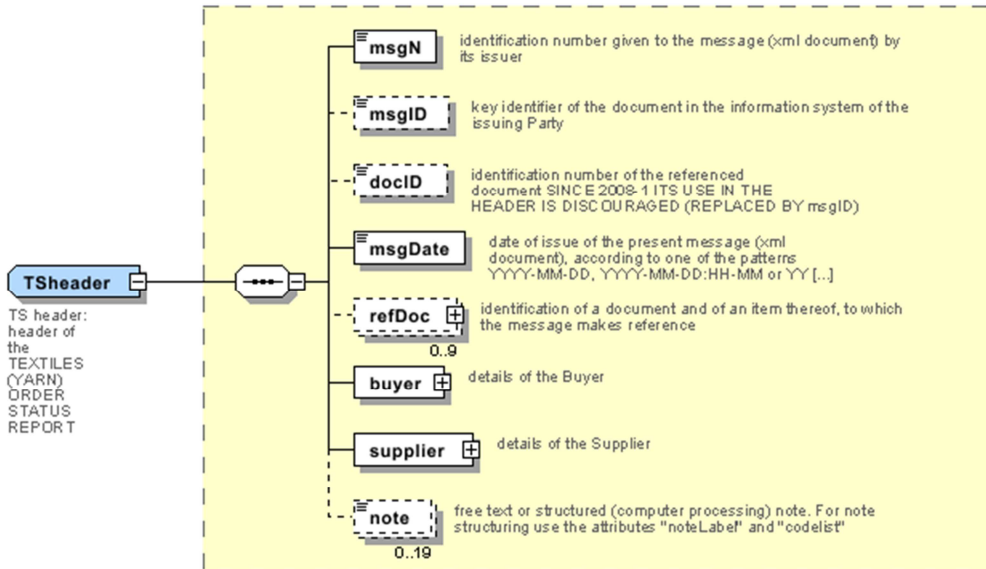 msgN
identification number given to the message (xml document) by
its issuer
msgID
key identifier of the document in the information system of the
issuing Party
docID
identification number of the referenced
document SINCE 2008-1 ITS USE IN THE
HEADER IS DISCOURAGED (REPLACED BY msgID)
msgDate
date of issue of the present message (xml
document), according to one of the patterns
YYYY-MM-DD, YYYY-MM-DD:HH-MM or YY [...]
TSheader
TS header:
header of
the
TEXTILES
(YARN)
ORDER
STATUS
REPORT
refDoc
0..9
identification of a document and of an item thereof, to which
the message makes reference
buyer
details of the Buyer
supplier
details of the Supplier
note
0..19
free text or structured (computer processing) note. For note
structuring use the attributes "noteLabel" and "codelist"